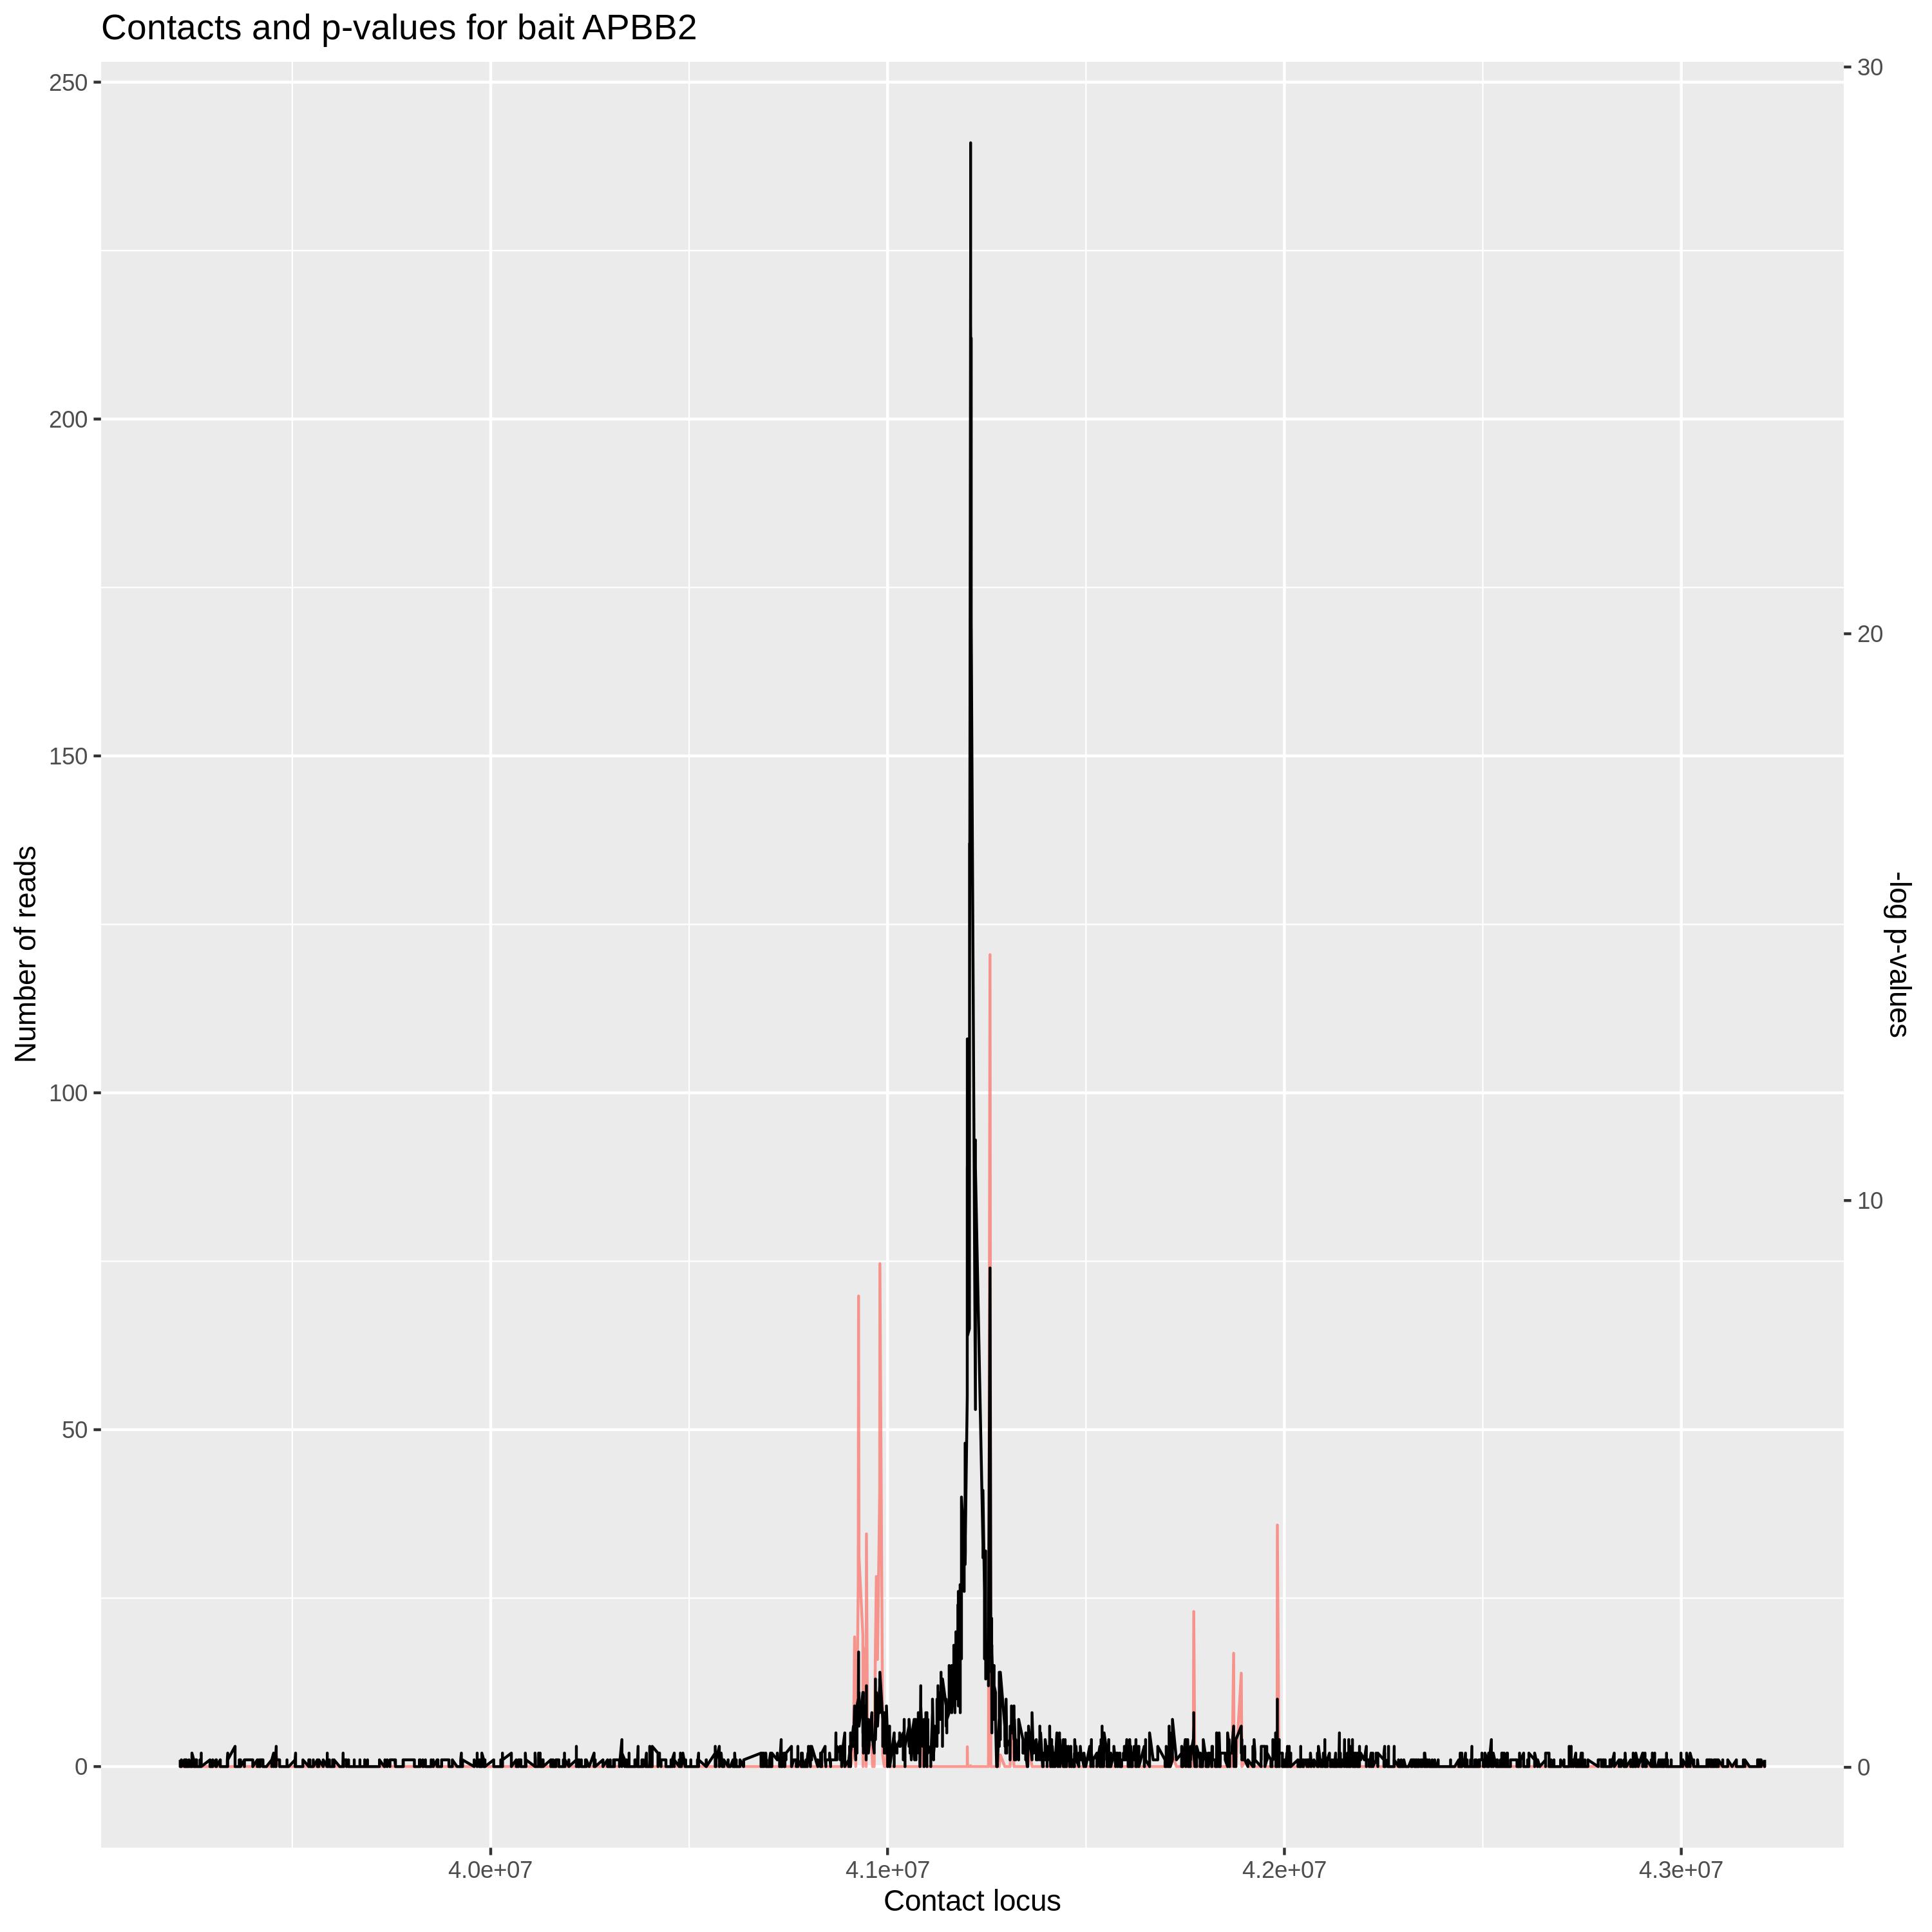 Contacts and p-values for bait APBB2
250
200
150
100
50
0
Number of reads
30
20
10
0
-log p-values
4.0e+07 4.1e+07 4.2e+07 4.3e+07
Contact locus